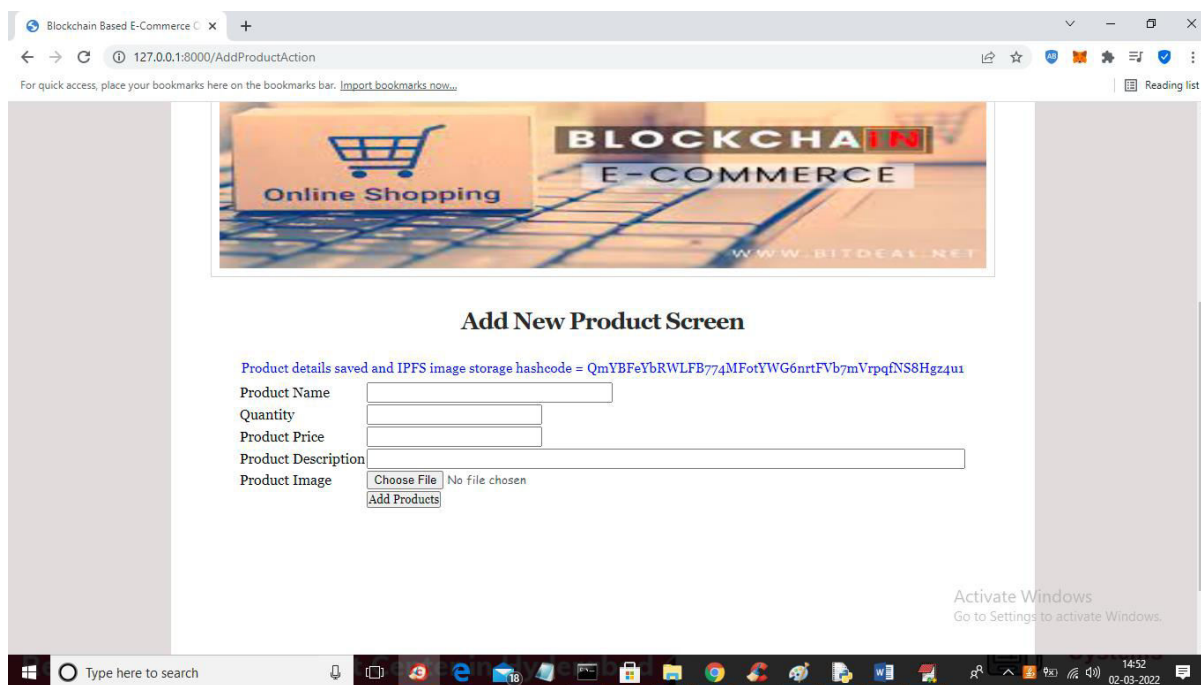 Blockchain Based E-Commerce C
127.0.0.1:8000/AddProductAction
For quick access, place your bookmarks here on the bookmarks bar. Import bookmarks now...
Reading list
BLOCKCHAIN
E-COMMERCE
Online Shopping
WWW.BITDEAL.NET
Add New Product Screen
Product details saved and IPFS image storage hashcode = QmYBFeYbRWLFB774MFotYWG6nrtFVb7mVrpqfNS8Hgz4u1
Product Name
Quantity
Product Price
Product Description
Product Image Choose File No file chosen
Add Products
Activate Windows
Go to Settings to activate Windows.
Type here to search
18
14:52
02-03-2022